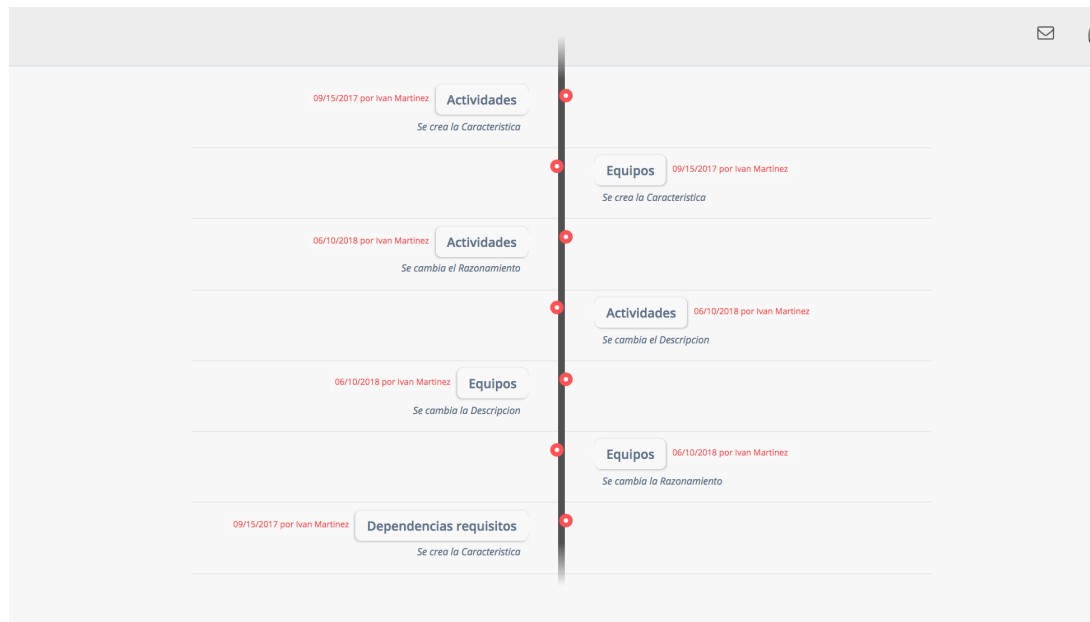 09/15/2017 por Ivan Martinez Actividades
Se crea la Caracteristica
Equipos 09/15/2017 por Ivan Martinez
Se crea la Caracteristica
06/10/2018 por Ivan Martinez Actividades
Se cambia el Razonamiento
Actividades 06/10/2018 por Ivan Martinez
Se cambia el Descripcion
06/10/2018 por Ivan Martinez Equipos
Se cambia la Descripcion
Equipos 06/10/2018 por Ivan Martinez
Se cambia la Razonamiento
09/15/2017 por Ivan Martinez Dependencias requisitos
Se crea la Caracteristica